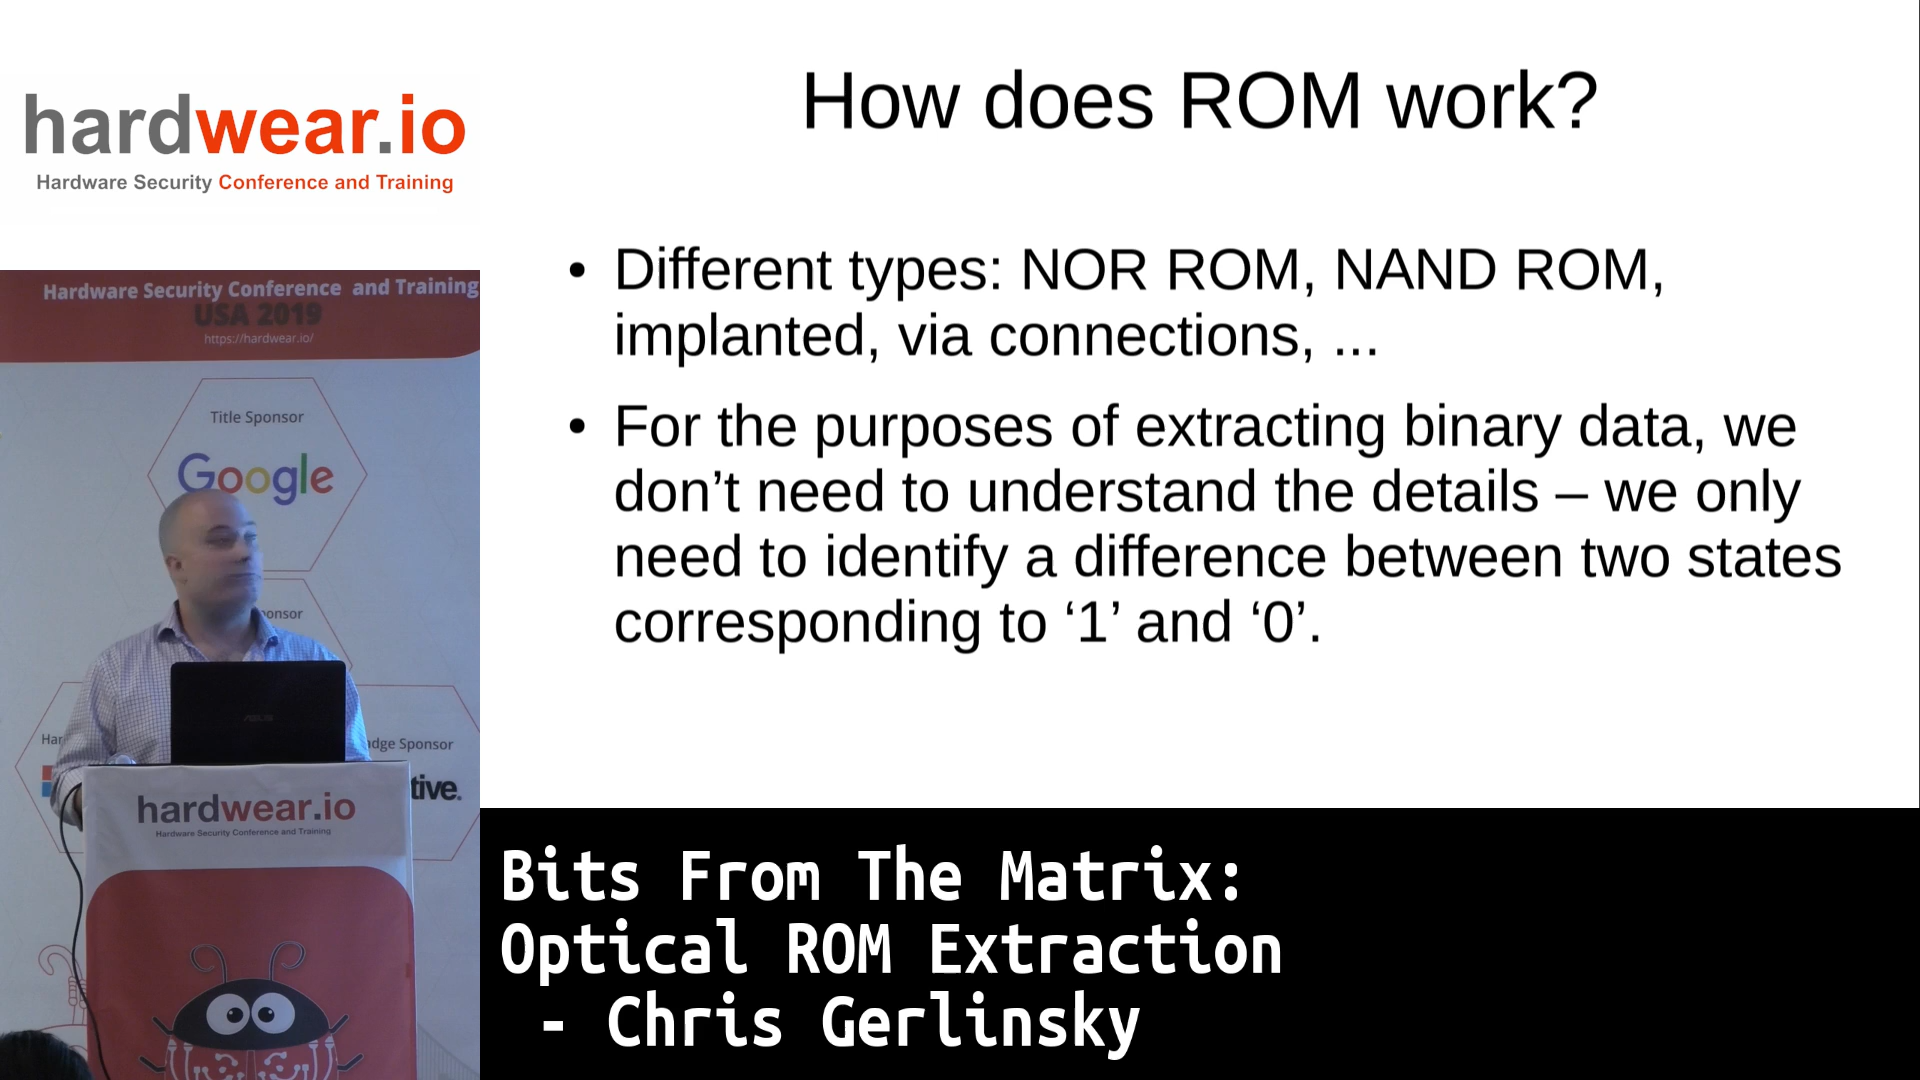 hardwear.io
Hardware Security Conference and Training
Hardware Security Conference and Training
USA 2019
https://hardwear.io/
Title Sponsor
Google
ASUS
hardwear.io
Hardware Security Conference and Training
How does ROM work?
• Different types: NOR ROM, NAND ROM,
implanted, via connections, ...
• For the purposes of extracting binary data, we
don’t need to understand the details – we only
need to identify a difference between two states
corresponding to ‘1’ and ‘0’.
Bits From The Matrix:
Optical ROM Extraction
- Chris Gerlinsky